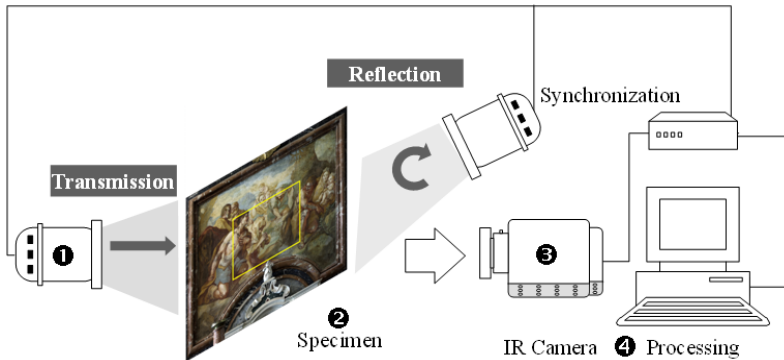 Reflection
Synchronization
Transmission
❶
❸
❷
Specimen
IR Camera ❹ Processing